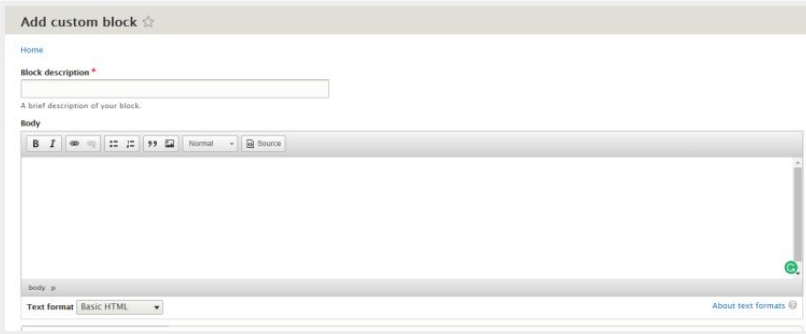 Add custom block
Home
Block description *
A brief description of your block.
Body
B I Normal Source
body p
Text format Basic HTML About text formats